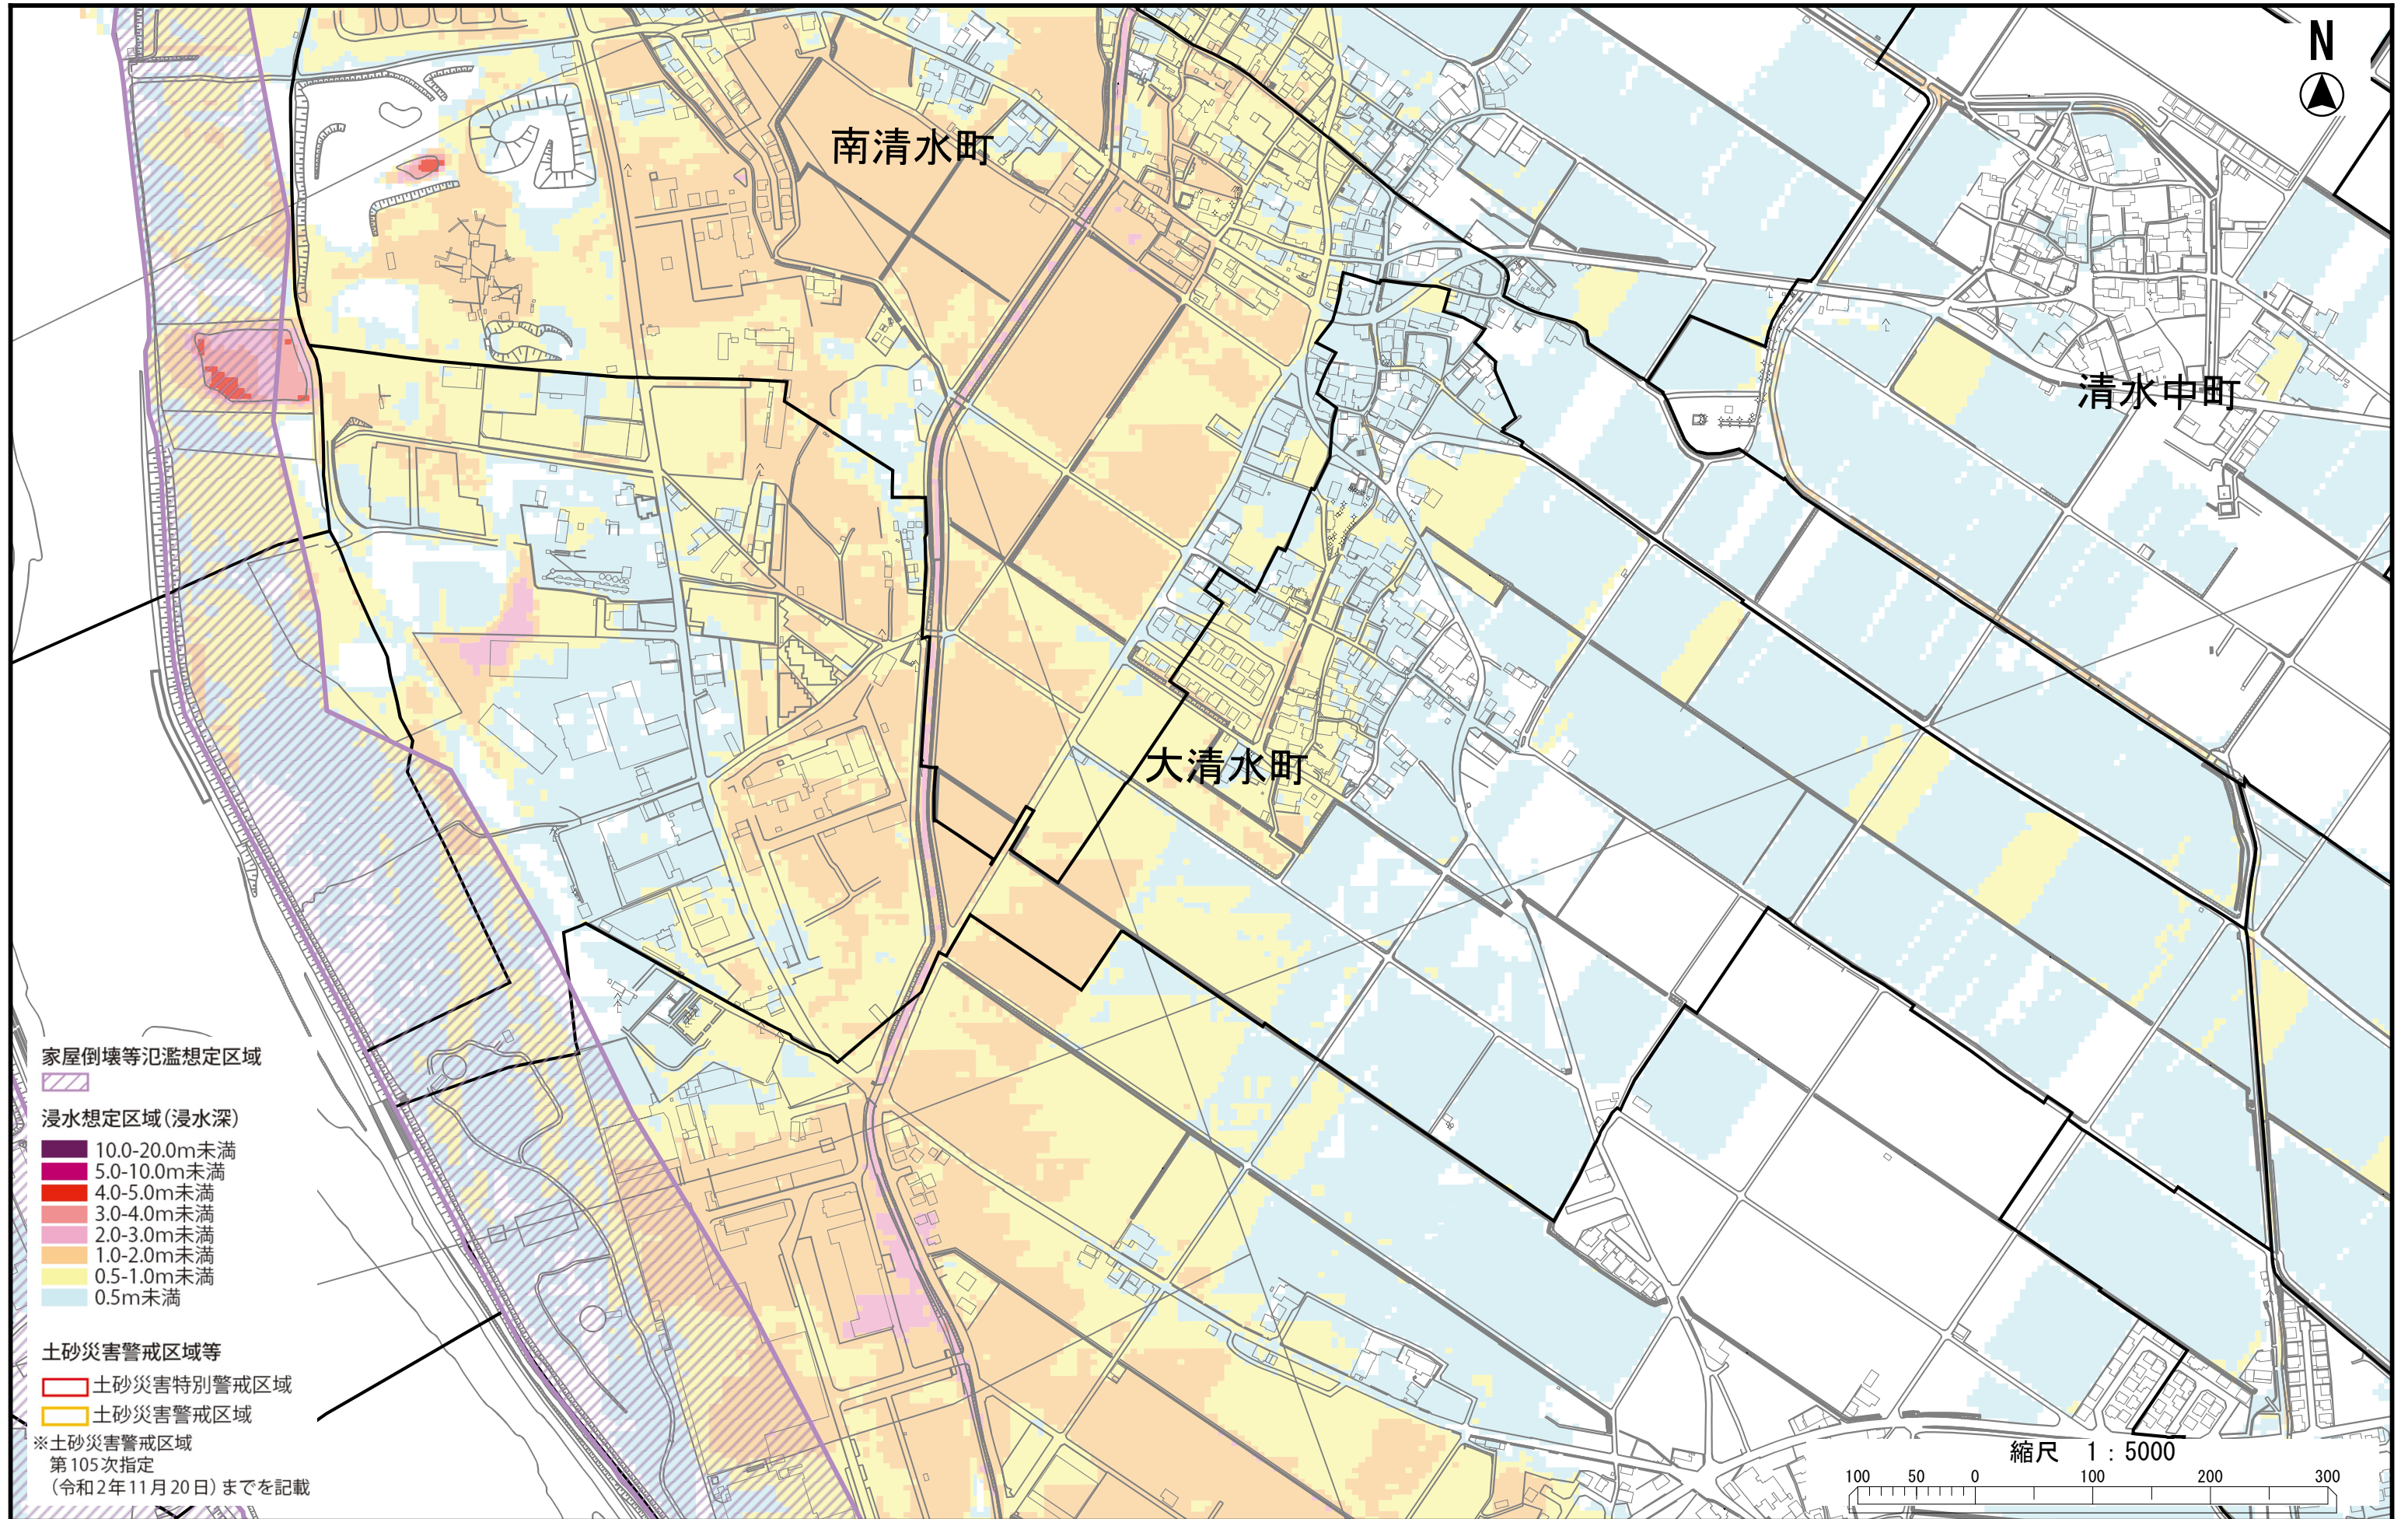 N
南清水町
清水中町
大清水町
家屋倒壊等氾濫想定区域
浸水想定区域(浸水深)
10.0-20.0m未満
5.0-10.0m未満
4.0-5.0m未満
3.0-4.0m未満
2.0-3.0m未満
1.0-2.0m未満
0.5-1.0m未満
0.5m未満
土砂災害警戒区域等
土砂災害特別警戒区域
土砂災害警戒区域
※土砂災害警戒区域
第105次指定
(令和2年11月20日)までを記載
縮尺 1:5000
100 50 0 100 200 300